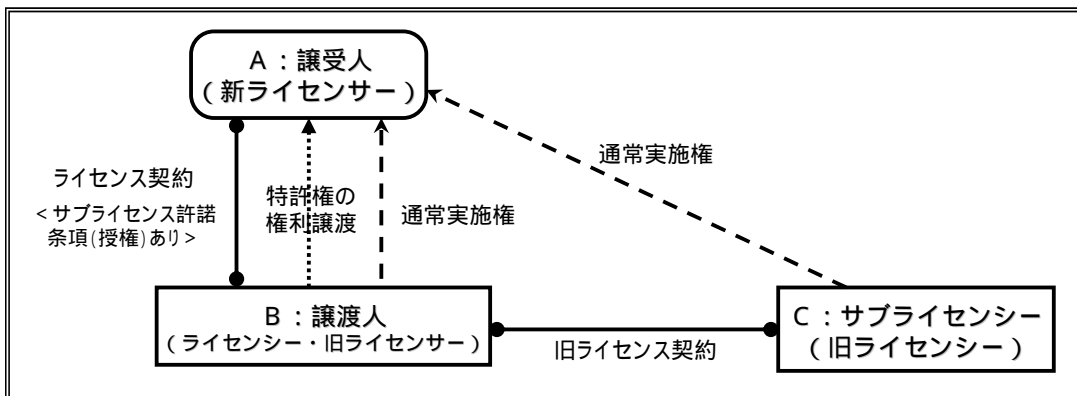 A：譲受人
（新ライセンサー）
通常実施権
ライセンス契約
<サブライセンス許諾
条項(授権)あり>
特許権の
権利譲渡
通常実施権
B：譲渡人
（ライセンシー・旧ライセンサー）
旧ライセンス契約
C：サブライセンシー
（旧ライセンシー）